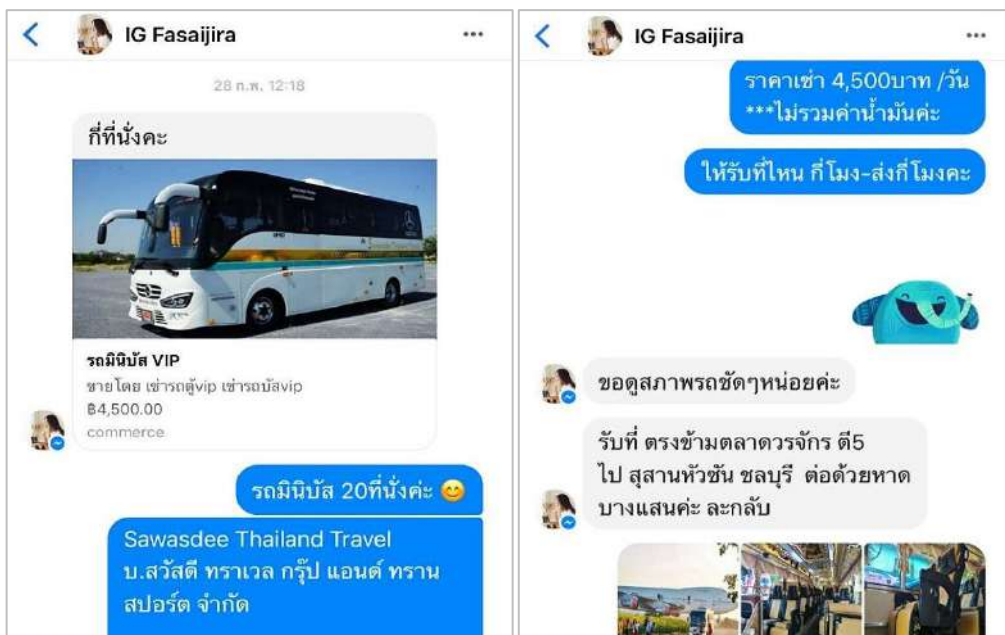 IG Fasaijira
28 ก.พ. 12:18
กี่ที่นั่งคะ
รถมินิบัส VIP
ขายโดย เช่ารถตู้vip เช่ารถบัสvip
฿4,500.00
commerce
รถมินิบัส 20ที่นั่งค่ะ 😊
Sawasdee Thailand Travel
บ.สวัสดี ทราเวล กรุ๊ป แอนด์ ทราน
สปอร์ต จำกัด
IG Fasaijira
ราคาเช่า 4,500บาท /วัน
***ไม่รวมค่าน้ำมันค่ะ
ให้รับที่ไหน กี่โมง-ส่งกี่โมงคะ
ขอดูสภาพรถชัดๆหน่อยค่ะ
รับที่ ตรงข้ามตลาดวรจักร ตี5
ไป สุสานหัวซัน ชลบุรี ต่อด้วยหาด
บางแสนค่ะ ละกลับ